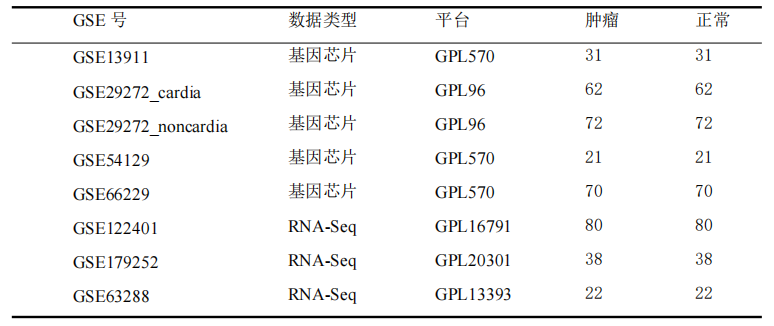 GSE 号 数据类型 平台 肿瘤 正常
GSE13911 基因芯片 GPL570 31 31
GSE29272_cardia 基因芯片 GPL96 62 62
GSE29272_noncardia 基因芯片 GPL96 72 72
GSE54129 基因芯片 GPL570 21 21
GSE66229 基因芯片 GPL570 70 70
GSE122401 RNA-Seq GPL16791 80 80
GSE179252 RNA-Seq GPL20301 38 38
GSE63288 RNA-Seq GPL13393 22 22